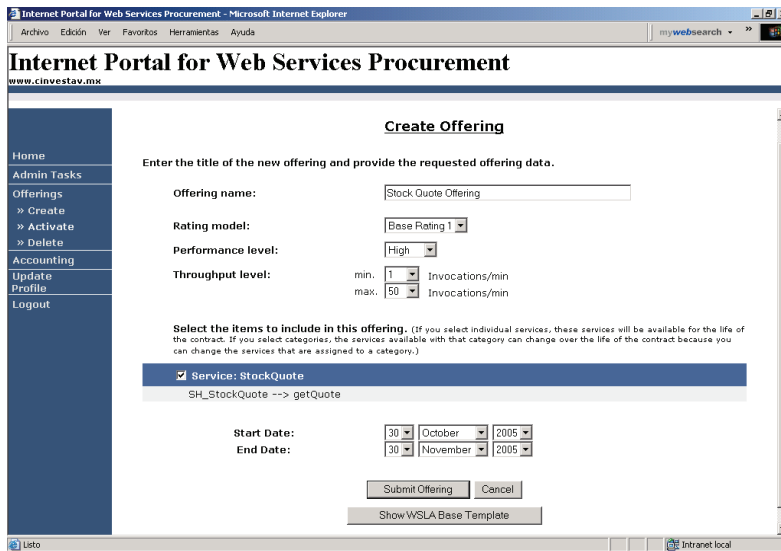 Internet Portal for Web Services Procurement - Microsoft Internet Explorer
Archivo Edición Ver Favoritos Herramientas Ayuda
mywebsearch
Internet Portal for Web Services Procurement
www.cinvestav.mx
Home
Admin Tasks
Offerings
» Create
» Activate
» Delete
Accounting
Update
Profile
Logout
Create Offering
Enter the title of the new offering and provide the requested offering data.
Offering name: Stock Quote Offering
Rating model: Base Rating 1
Performance level: High
Throughput level: min. 1 Invocations/min
max. 50 Invocations/min
Select the items to include in this offering. (If you select individual services, these services will be available for the life of
the contract. If you select categories, the services available with that category can change over the life of the contract because you
can change the services that are assigned to a category.)
Service: StockQuote
SH_StockQuote --> getQuote
Start Date: 30 October 2005
End Date: 30 November 2005
Submit Offering Cancel
Show WSLA Base Template
Listo Intranet local